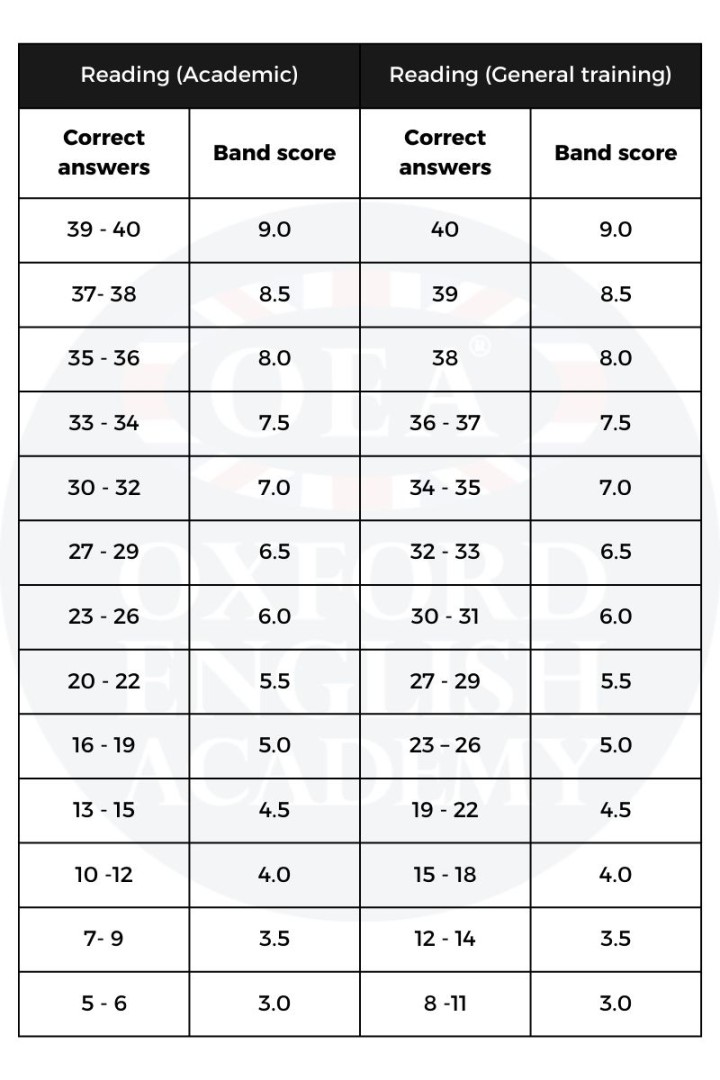 Reading (Academic) Reading (General training)
Correct answers Band score Correct answers Band score
39 - 40 9.0 40 9.0
37- 38 8.5 39 8.5
35 - 36 8.0 38 8.0
33 - 34 7.5 36 - 37 7.5
30 - 32 7.0 34 - 35 7.0
27 - 29 6.5 32 - 33 6.5
23 - 26 6.0 30 - 31 6.0
20 - 22 5.5 27 - 29 5.5
16 - 19 5.0 23 – 26 5.0
13 - 15 4.5 19 - 22 4.5
10 -12 4.0 15 - 18 4.0
7- 9 3.5 12 - 14 3.5
5 - 6 3.0 8 -11 3.0
OEA®
OXFORD
ENGLISH
ACADEMY